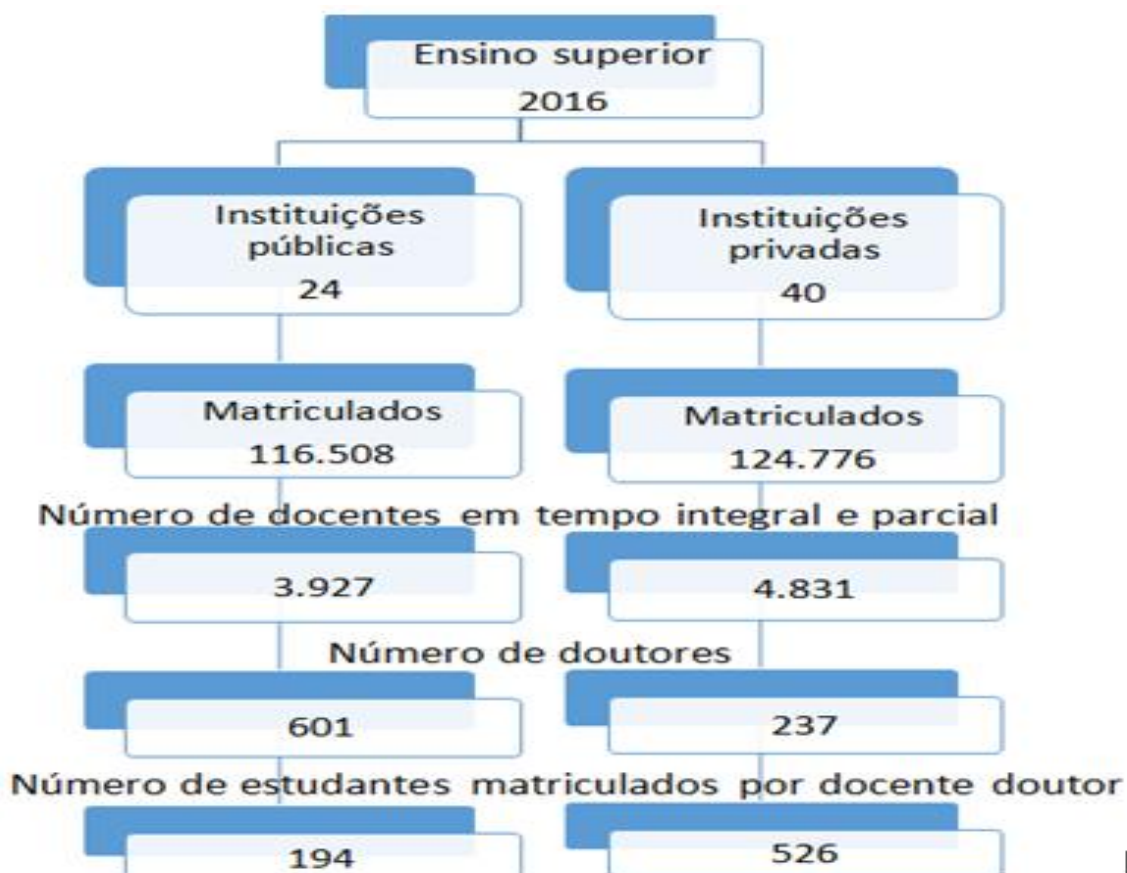 Ensino superior
2016
Instituições
públicas
24
Instituições
privadas
40
Matriculados
116.508
Matriculados
124.776
Número de docentes em tempo integral e parcial
3.927
4.831
Número de doutores
601
237
Número de estudantes matriculados por docente doutor
194
526